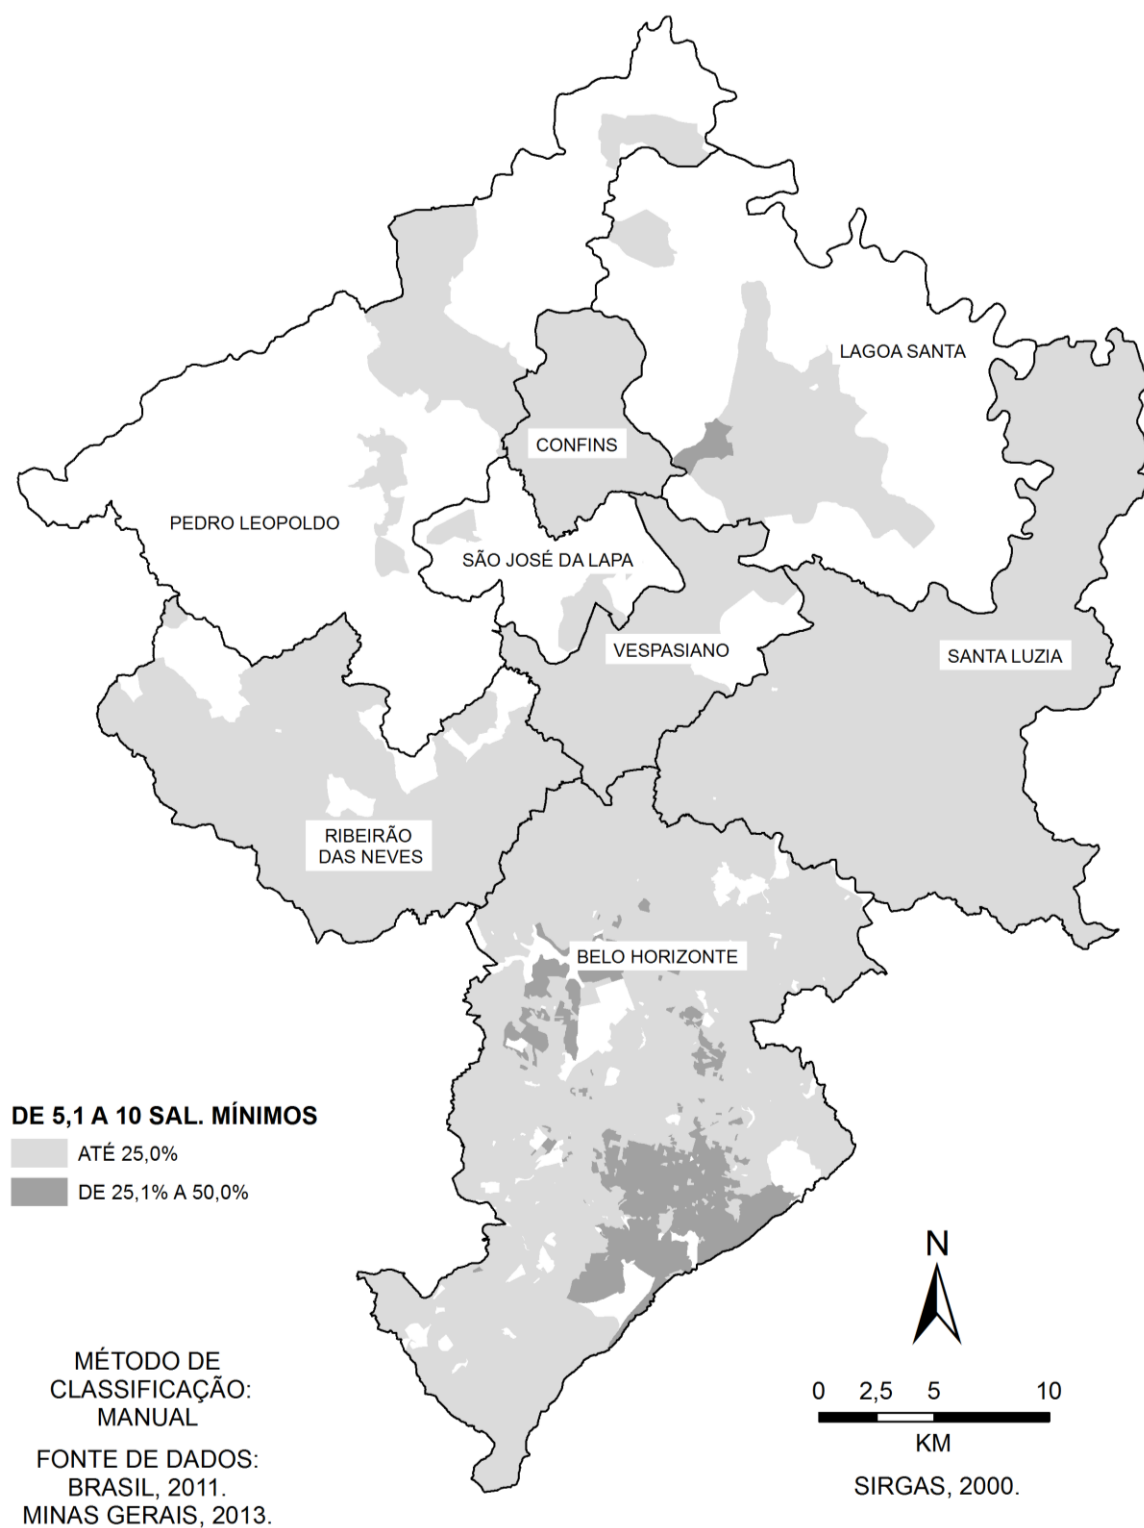 LAGOA SANTA
CONFINS
PEDRO LEOPOLDO
SÃO JOSÉ DA LAPA
VESPASIANO
SANTA LUZIA
RIBEIRÃO
DAS NEVES
BELO HORIZONTE
DE 5,1 A 10 SAL. MÍNIMOS
ATÉ 25,0%
DE 25,1% A 50,0%
MÉTODO DE
CLASSIFICAÇÃO:
MANUAL
FONTE DE DADOS:
BRASIL, 2011.
MINAS GERAIS, 2013.
N
0 2,5 5 10
KM
SIRGAS, 2000.